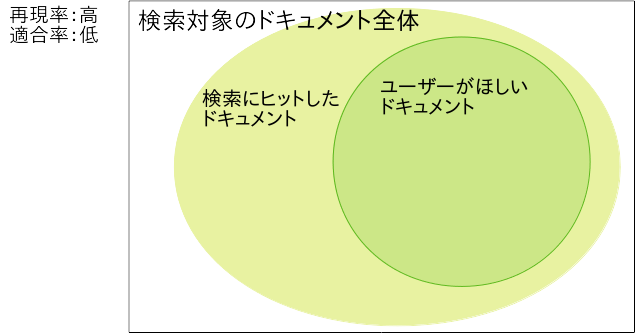 再現率：高
適合率：低
検索対象のドキュメント全体
検索にヒットした
ドキュメント
ユーザーがほしい
ドキュメント